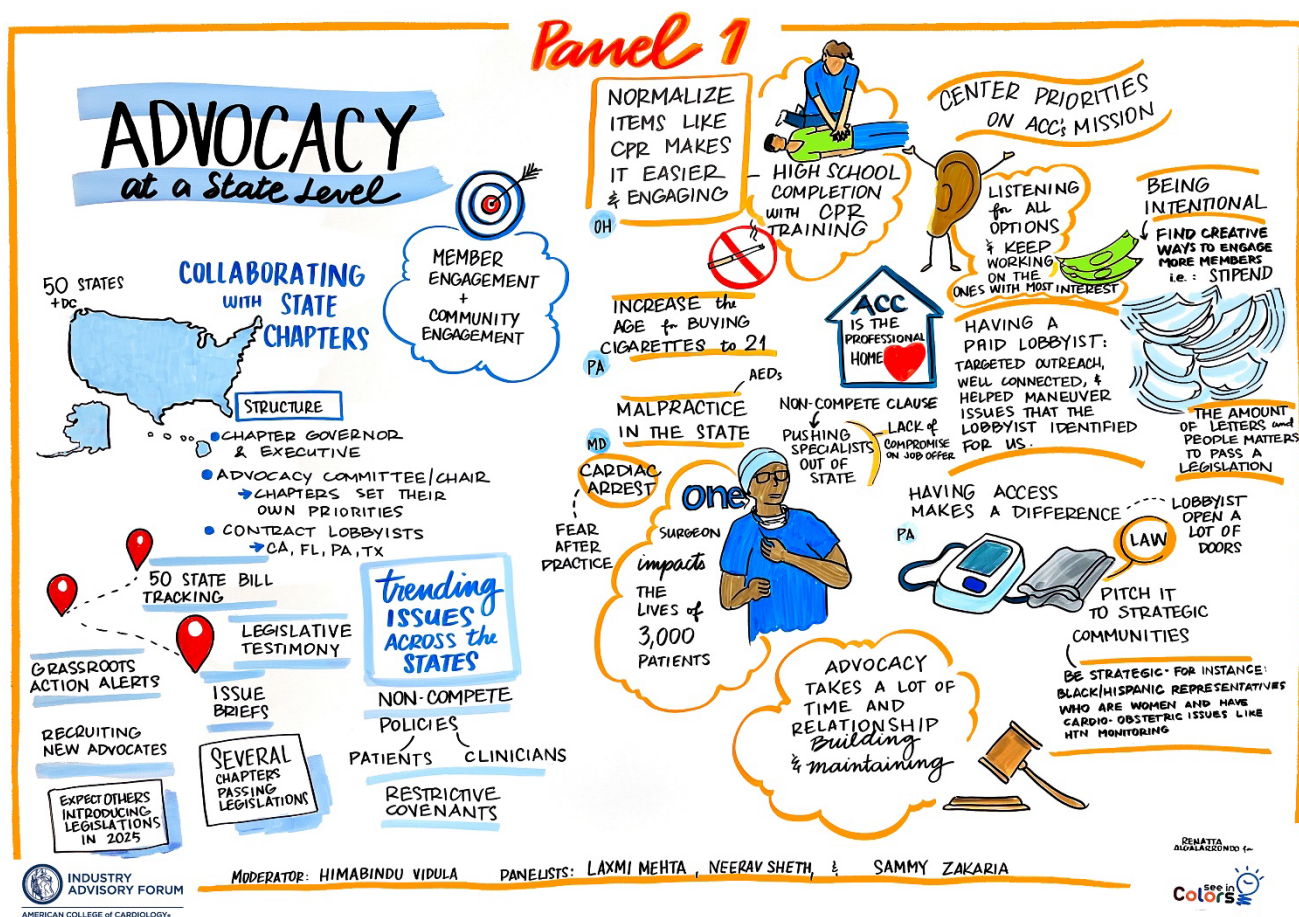 Panel 1
ADVOCACY
at a State Level
50 STATES
+DC
COLLABORATING
WITH STATE
CHAPTERS
MEMBER
ENGAGEMENT
+
COMMUNITY
ENGAGEMENT
STRUCTURE
CHAPTER GOVERNOR
& EXECUTIVE
ADVOCACY COMMITTEE/CHAIR
→ CHAPTERS SET THEIR
OWN PRIORITIES
CONTRACT LOBBYISTS
→ CA, FL, PA, TX
50 STATE BILL
TRACKING
LEGISLATIVE
TESTIMONY
GRASSROOTS
ACTION ALERTS
ISSUE
BRIEFS
RECRUITING
NEW ADVOCATES
SEVERAL
CHAPTERS
PASSING
LEGISLATIONS
EXPECT OTHERS
INTRODUCING
LEGISLATIONS
IN 2025
trending
ISSUES
ACROSS the
STATES
NON-COMPETE
POLICIES
PATIENTS CLINICIANS
RESTRICTIVE
COVENANTS
NORMALIZE
ITEMS LIKE
CPR MAKES
IT EASIER
& ENGAGING
OH
HIGH SCHOOL
COMPLETION
WITH CPR
TRAINING
INCREASE the
AGE for BUYING
CIGARETTES to 21
PA
AEDs
MALPRACTICE
IN THE STATE
MD
CARDIAC
ARREST
FEAR
AFTER
PRACTICE
one
SURGEON
impacts
THE
LIVES of
3,000
PATIENTS
ACC
IS THE
PROFESSIONAL
HOME
NON-COMPETE CLAUSE
PUSHING
SPECIALISTS
OUT OF
STATE
LACK of
COMPROMISE
ON JOB OFFER
CENTER PRIORITIES
ON ACC's MISSION
LISTENING
for ALL
OPTIONS
& KEEP
WORKING
ON THE
ONES WITH MOST INTEREST
BEING
INTENTIONAL
FIND CREATIVE
WAYS TO ENGAGE
MORE MEMBERS
i.e.: STIPEND
HAVING A
PAID LOBBYIST:
TARGETED OUTREACH,
WELL CONNECTED, &
HELPED MANEUVER
ISSUES THAT THE
LOBBYIST IDENTIFIED
FOR US.
THE AMOUNT
OF LETTERS and
PEOPLE MATTERS
TO PASS A
LEGISLATION
HAVING ACCESS
MAKES A DIFFERENCE
LOBBYIST
OPEN A
LOT OF
DOORS
PA
LAW
PITCH IT
TO STRATEGIC
COMMUNITIES
BE STRATEGIC - FOR INSTANCE:
BLACK/HISPANIC REPRESENTATIVES
WHO ARE WOMEN AND HAVE
CARDIO-OBSTETRIC ISSUES LIKE
HTN MONITORING
ADVOCACY
TAKES A LOT OF
TIME AND
RELATIONSHIP
Building
& Maintaining
INDUSTRY
ADVISORY FORUM
AMERICAN COLLEGE of CARDIOLOGY®
MODERATOR: HIMABINDU VIDULA PANELISTS: LAXMI MEHTA, NEERAV SHETH, & SAMMY ZAKARIA
RENATTA
for
see in
Colors